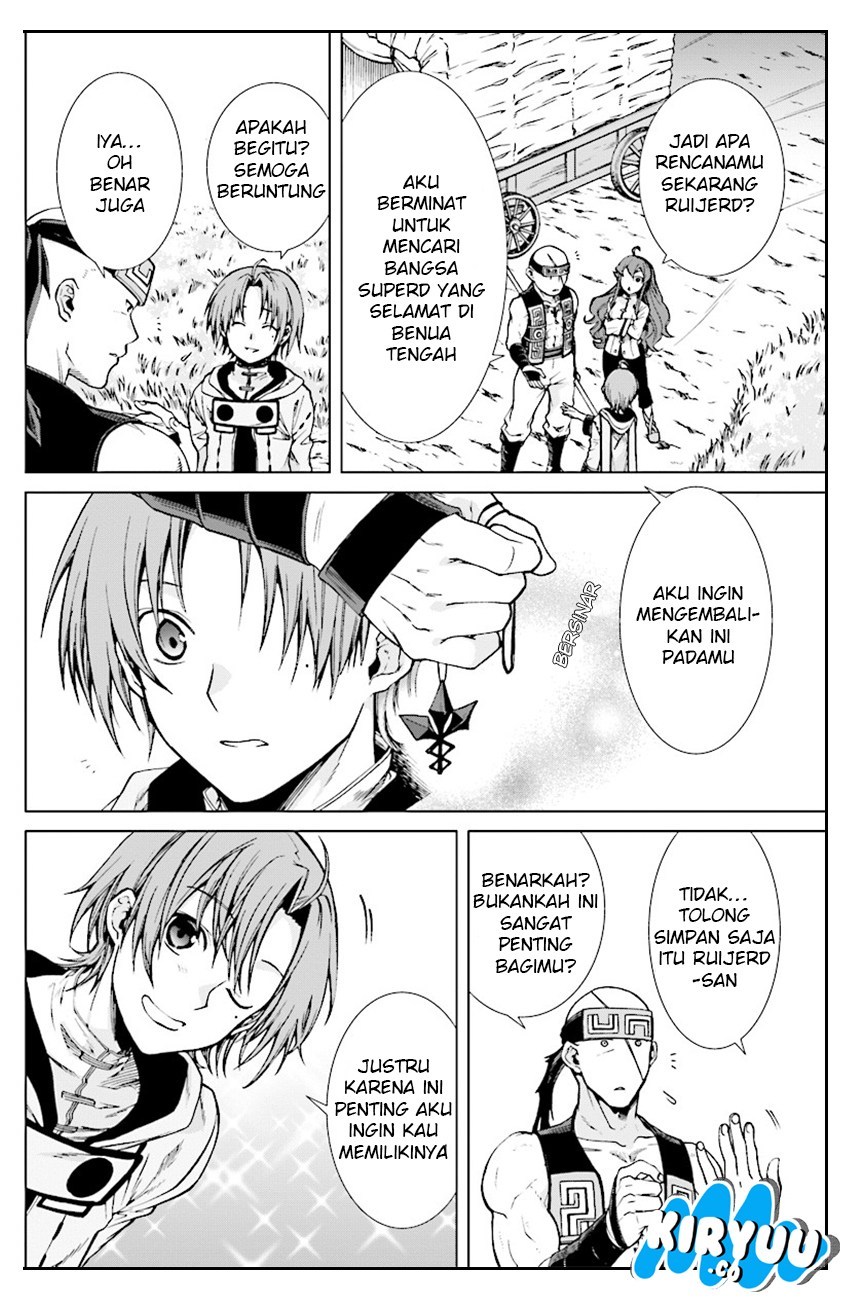 JADI APA
RENCANAMU
SEKARANG
RUIJERD?
AKU
BERMINAT
UNTUK
MENCARI
BANGSA
SUPERD YANG
SELAMAT DI
BENUA
TENGAH
APAKAH
BEGITU?
SEMOGA
BERUNTUNG
IYA...
OH
BENAR
JUGA
AKU INGIN
MENGEMBALI-
KAN INI
PADAMU
BERSINAR
TIDAK...
TOLONG
SIMPAN SAJA
ITU RUIJERD
-SAN
BENARKAH?
BUKANKAH INI
SANGAT
PENTING
BAGIMU?
JUSTRU
KARENA INI
PENTING AKU
INGIN KAU
MEMILIKINYA
KIRYUU
.CO